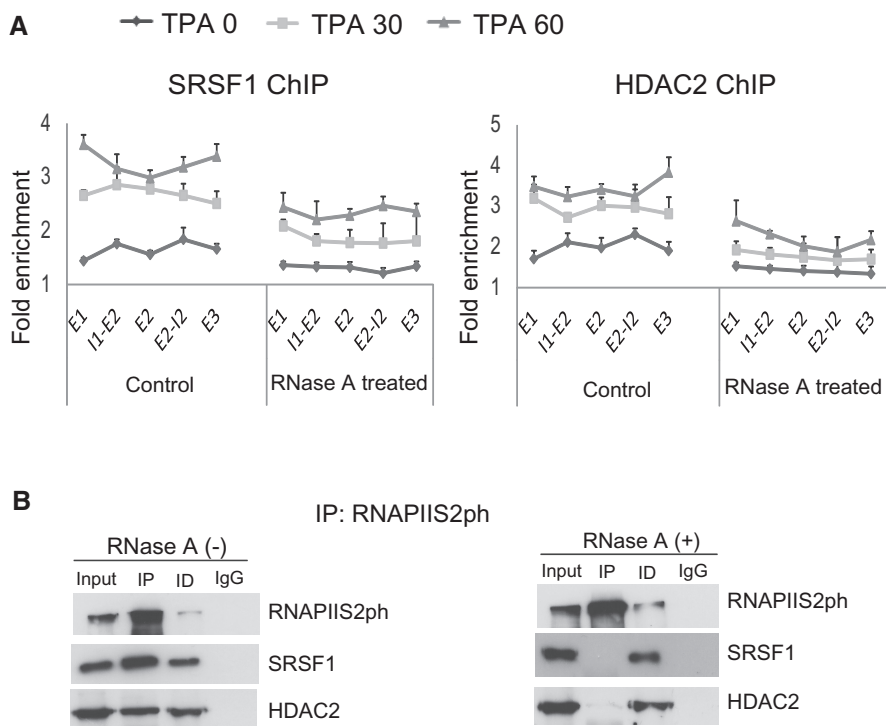 A
TPA 0 TPA 30 TPA 60
SRSF1 ChIP
Fold enrichment
4
3
2
1
E1 I1-E2 E2 E2-I2 E3 E1 I1-E2 E2 E2-I2 E3
Control RNase A treated
HDAC2 ChIP
Fold enrichment
5
4
3
2
1
E1 I1-E2 E2 E2-I2 E3 E1 I1-E2 E2 E2-I2 E3
Control RNase A treated
B
IP: RNAPIIS2ph
RNase A (-)
Input IP ID IgG
RNAPIIS2ph
SRSF1
HDAC2
RNase A (+)
Input IP ID IgG
RNAPIIS2ph
SRSF1
HDAC2